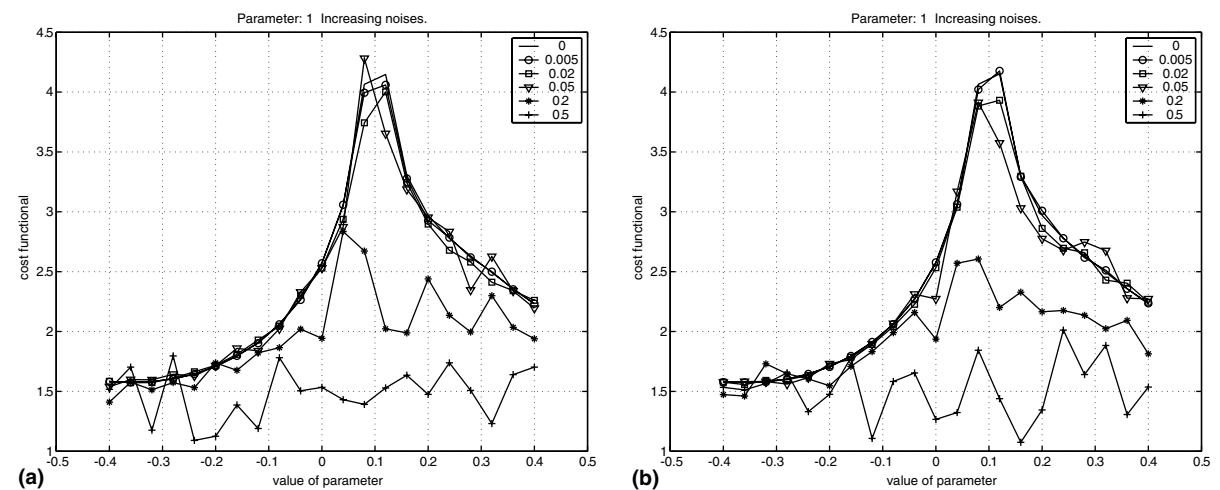 Parameter: 1 Increasing noises.
4.5
4
3.5
3
2.5
2
1.5
1
cost functional
0
0.005
0.02
0.05
0.2
0.5
-0.5 -0.4 -0.3 -0.2 -0.1 0 0.1 0.2 0.3 0.4 0.5
value of parameter
(a)
Parameter: 1 Increasing noises.
4.5
4
3.5
3
2.5
2
1.5
1
cost functional
0
0.005
0.02
0.05
0.2
0.5
-0.5 -0.4 -0.3 -0.2 -0.1 0 0.1 0.2 0.3 0.4 0.5
value of parameter
(b)